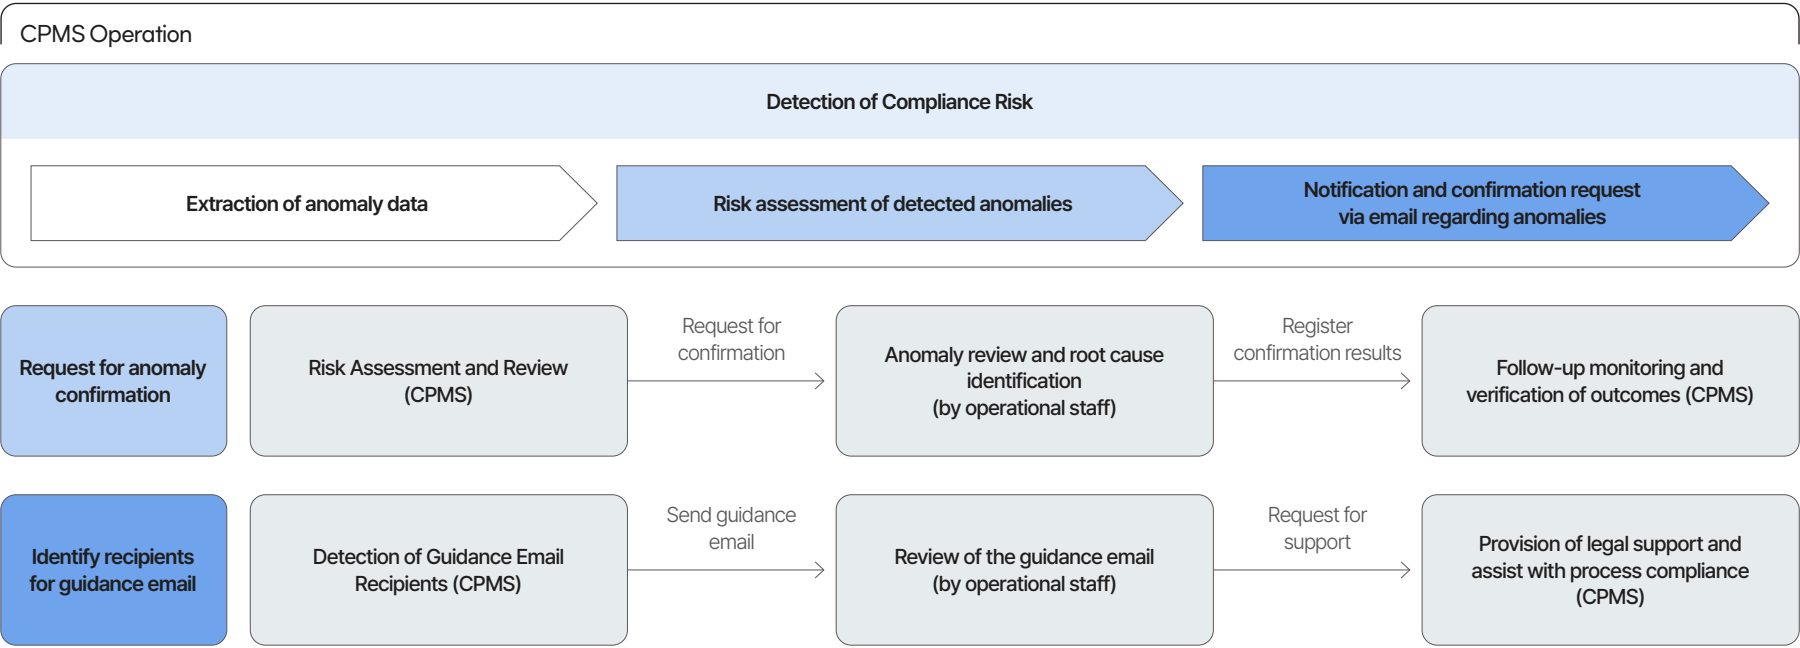 CPMS Operation
Detection of Compliance Risk
Extraction of anomaly data
Risk assessment of detected anomalies
Notification and confirmation request
via email regarding anomalies
Request for anomaly
confirmation
Risk Assessment and Review
(CPMS)
Request for
confirmation
Anomaly review and root cause
identification
(by operational staff)
Register
confirmation results
Follow-up monitoring and
verification of outcomes (CPMS)
Identify recipients
for guidance email
Detection of Guidance Email
Recipients (CPMS)
Send guidance
email
Review of the guidance email
(by operational staff)
Request for
support
Provision of legal support and
assist with process compliance
(CPMS)